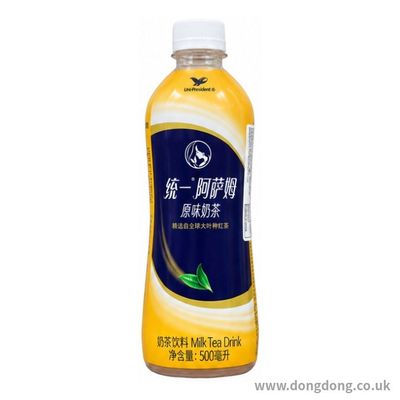 Uni-President®
统一®阿萨姆
原味奶茶
精选自全球大叶种红茶
奶茶饮料 Milk Tea Drink
净含量: 500毫升
www.dongdong.co.uk